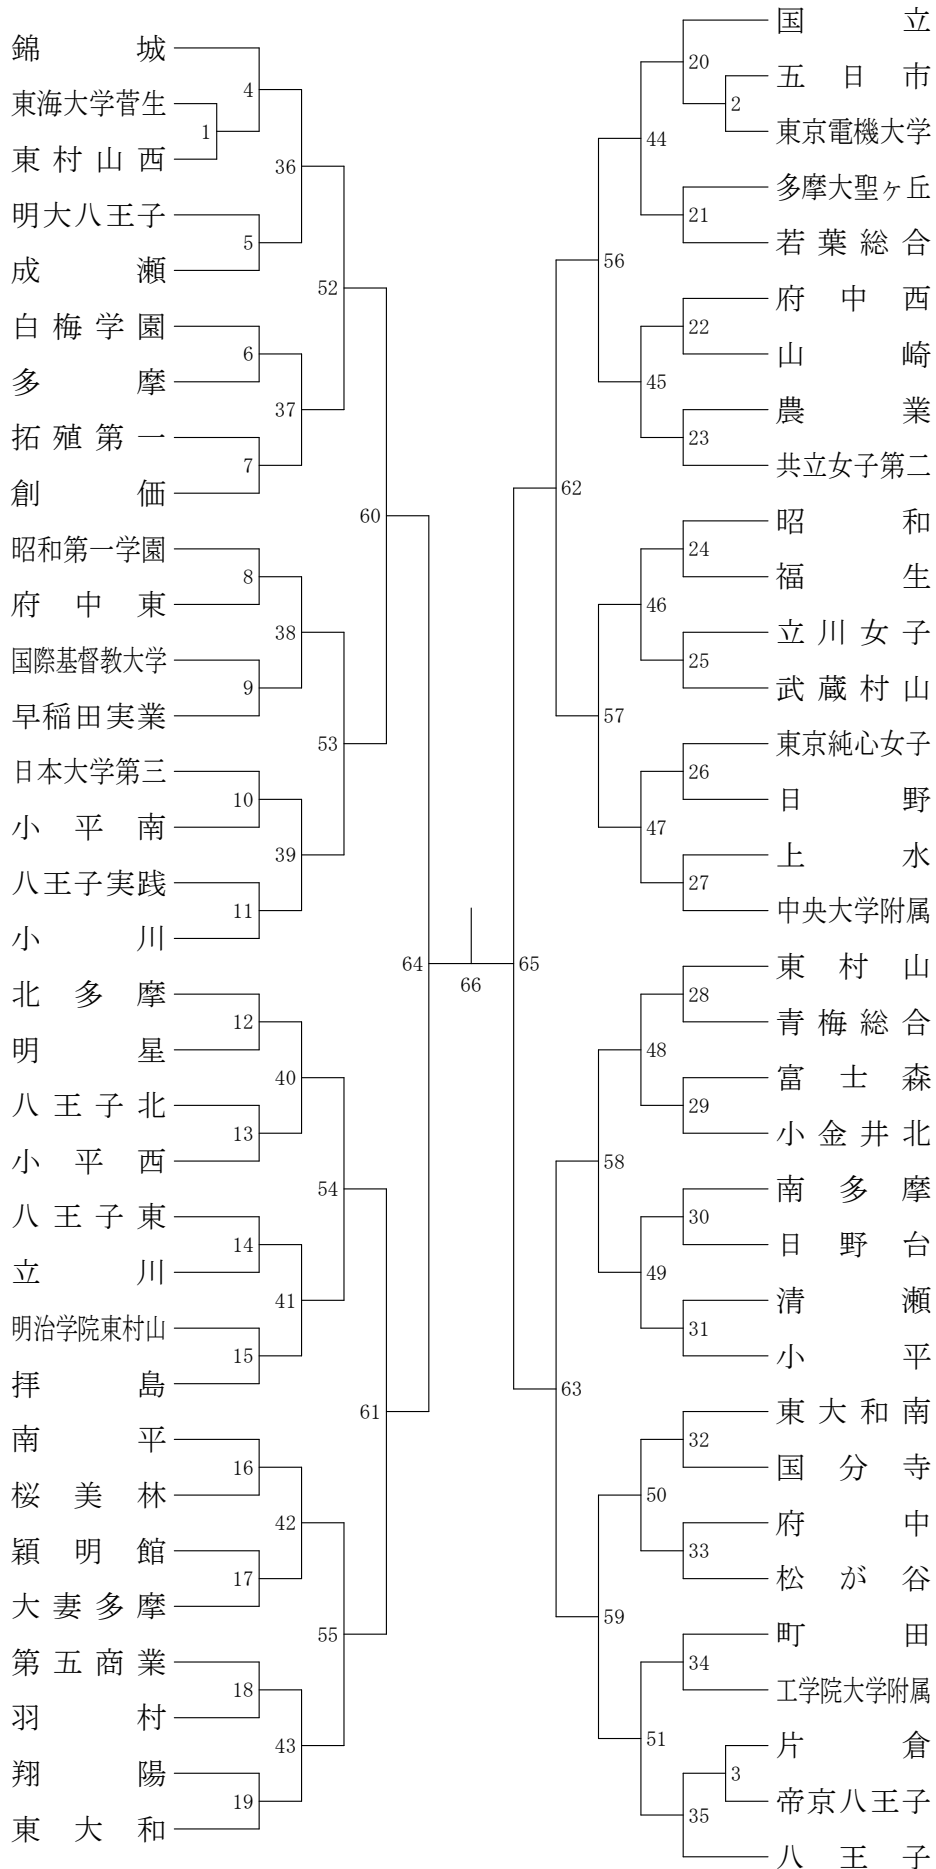 錦城
東海大学菅生
東村山西
明大八王子
成瀬
白梅学園
多摩
拓殖第一
創価
昭和第一学園
府中東
国際基督教大学
早稲田実業
日本大学第三
小平南
八王子実践
小川
北多摩
明星
八王子北
小平西
八王子東
立川
明治学院東村山
拝島
南平
桜美林
穎明館
大妻多摩
第五商業
羽村
翔陽
東大和
1
4
5
6
7
8
9
10
11
12
13
14
15
16
17
18
19
36
37
38
39
40
41
42
43
52
53
54
55
60
61
64
66
65
62
63
56
57
58
59
44
45
46
47
48
49
50
51
20
21
22
23
24
25
26
27
28
29
30
31
32
33
34
35
2
3
国立
五日市
東京電機大学
多摩大聖ヶ丘
若葉総合
府中西
山崎
農業
共立女子第二
昭和
福生
立川女子
武蔵村山
東京純心女子
日野
上水
中央大学附属
東村山
青梅総合
富士森
小金井北
南多摩
日野台
清瀬
小平
東大和南
国分寺
府中
松が谷
町田
工学院大学附属
片倉
帝京八王子
八王子